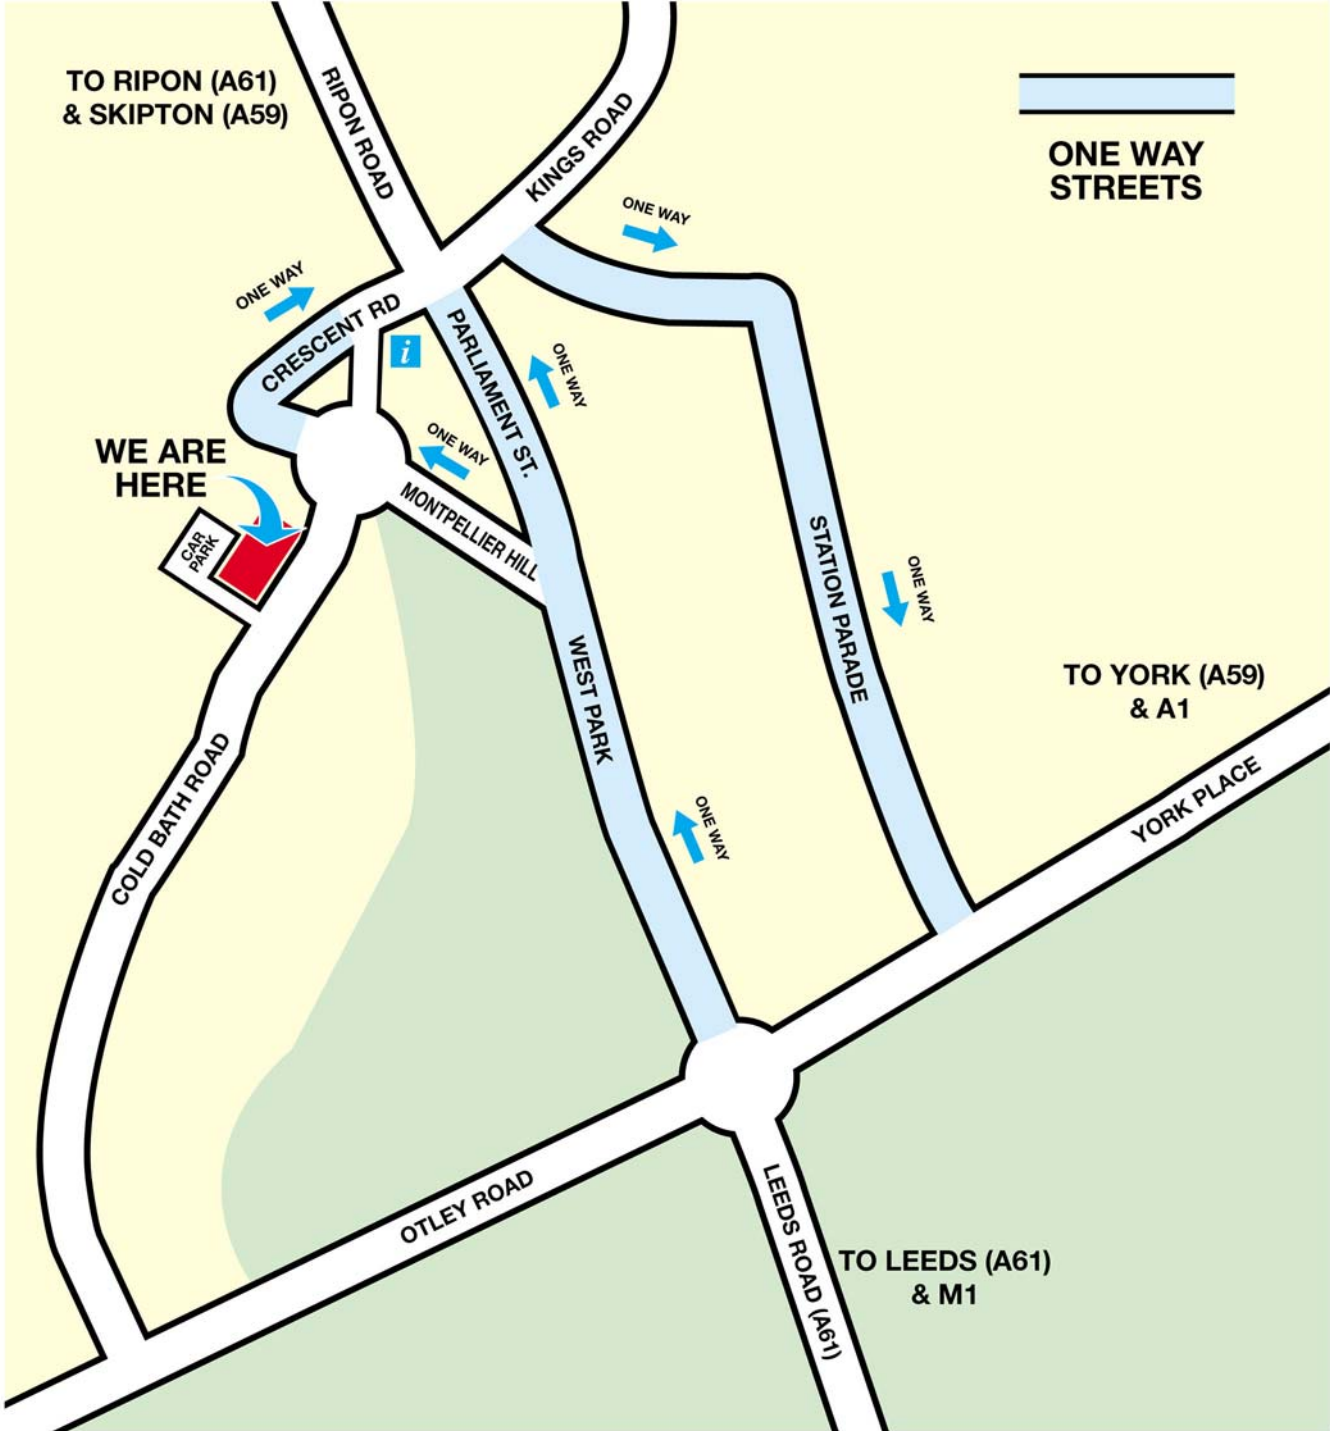 TO RIPON (A61)
& SKIPTON (A59)
RIPON ROAD
KINGS ROAD
ONE WAY
STREETS
ONE WAY
ONE WAY
CRESCENT RD
i
PARLIAMENT ST.
ONE WAY
ONE WAY
WE ARE
HERE
MONTPELLIER HILL
CAR
PARK
STATION PARADE
ONE WAY
WEST PARK
TO YORK (A59)
& A1
YORK PLACE
COLD BATH ROAD
ONE WAY
OTLEY ROAD
LEEDS ROAD (A61)
TO LEEDS (A61)
& M1